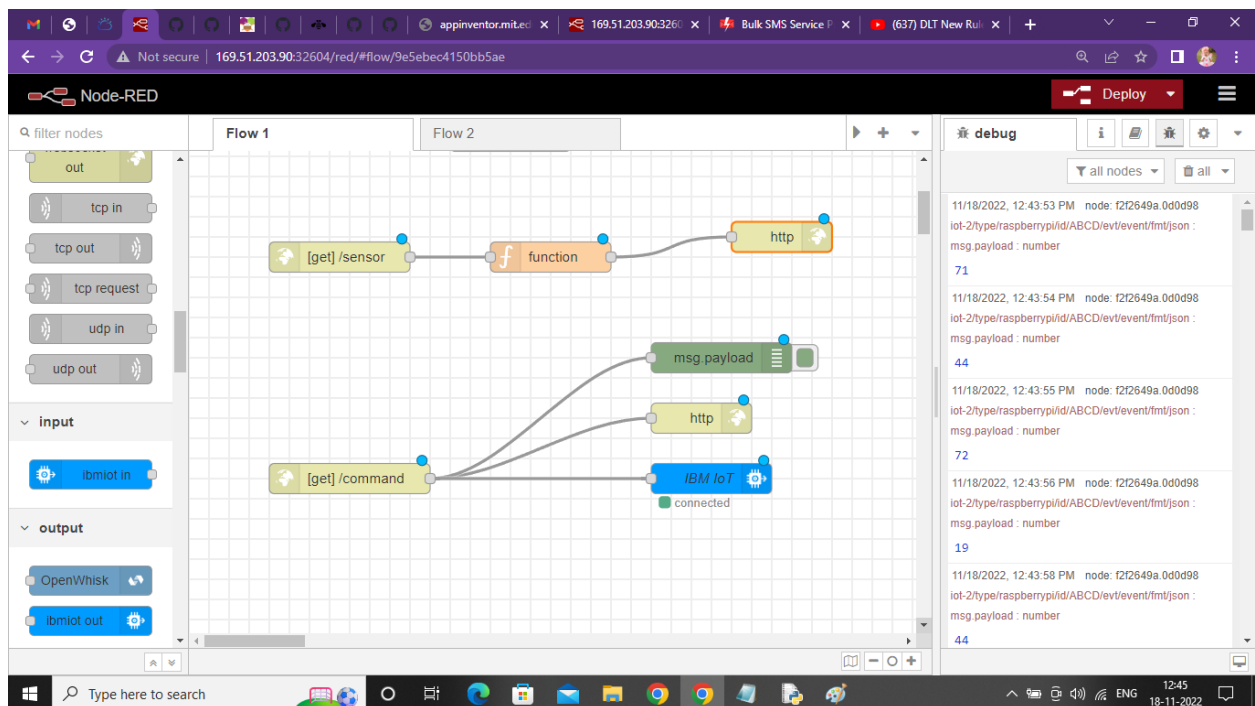 appinventor.mit.ed
169.51.203.90:3260
Bulk SMS Service P
(637) DLT New Rul
Not secure
169.51.203.90:32604/red/#flow/9e5ebec4150bb5ae
Node-RED
Deploy
filter nodes
Flow 1
Flow 2
debug
all nodes
all
out
tcp in
tcp out
tcp request
udp in
udp out
input
ibmiot in
output
OpenWhisk
ibmiot out
[get] /sensor
function
http
msg.payload
http
[get] /command
IBM IoT
connected
11/18/2022, 12:43:53 PM node: f2f2649a.0d0d98
iot-2/type/raspberrypi/id/ABCD/evt/event/fmt/json :
msg.payload : number
71
11/18/2022, 12:43:54 PM node: f2f2649a.0d0d98
iot-2/type/raspberrypi/id/ABCD/evt/event/fmt/json :
msg.payload : number
44
11/18/2022, 12:43:55 PM node: f2f2649a.0d0d98
iot-2/type/raspberrypi/id/ABCD/evt/event/fmt/json :
msg.payload : number
72
11/18/2022, 12:43:56 PM node: f2f2649a.0d0d98
iot-2/type/raspberrypi/id/ABCD/evt/event/fmt/json :
msg.payload : number
19
11/18/2022, 12:43:58 PM node: f2f2649a.0d0d98
iot-2/type/raspberrypi/id/ABCD/evt/event/fmt/json :
msg.payload : number
44
Type here to search
ENG
12:45
18-11-2022